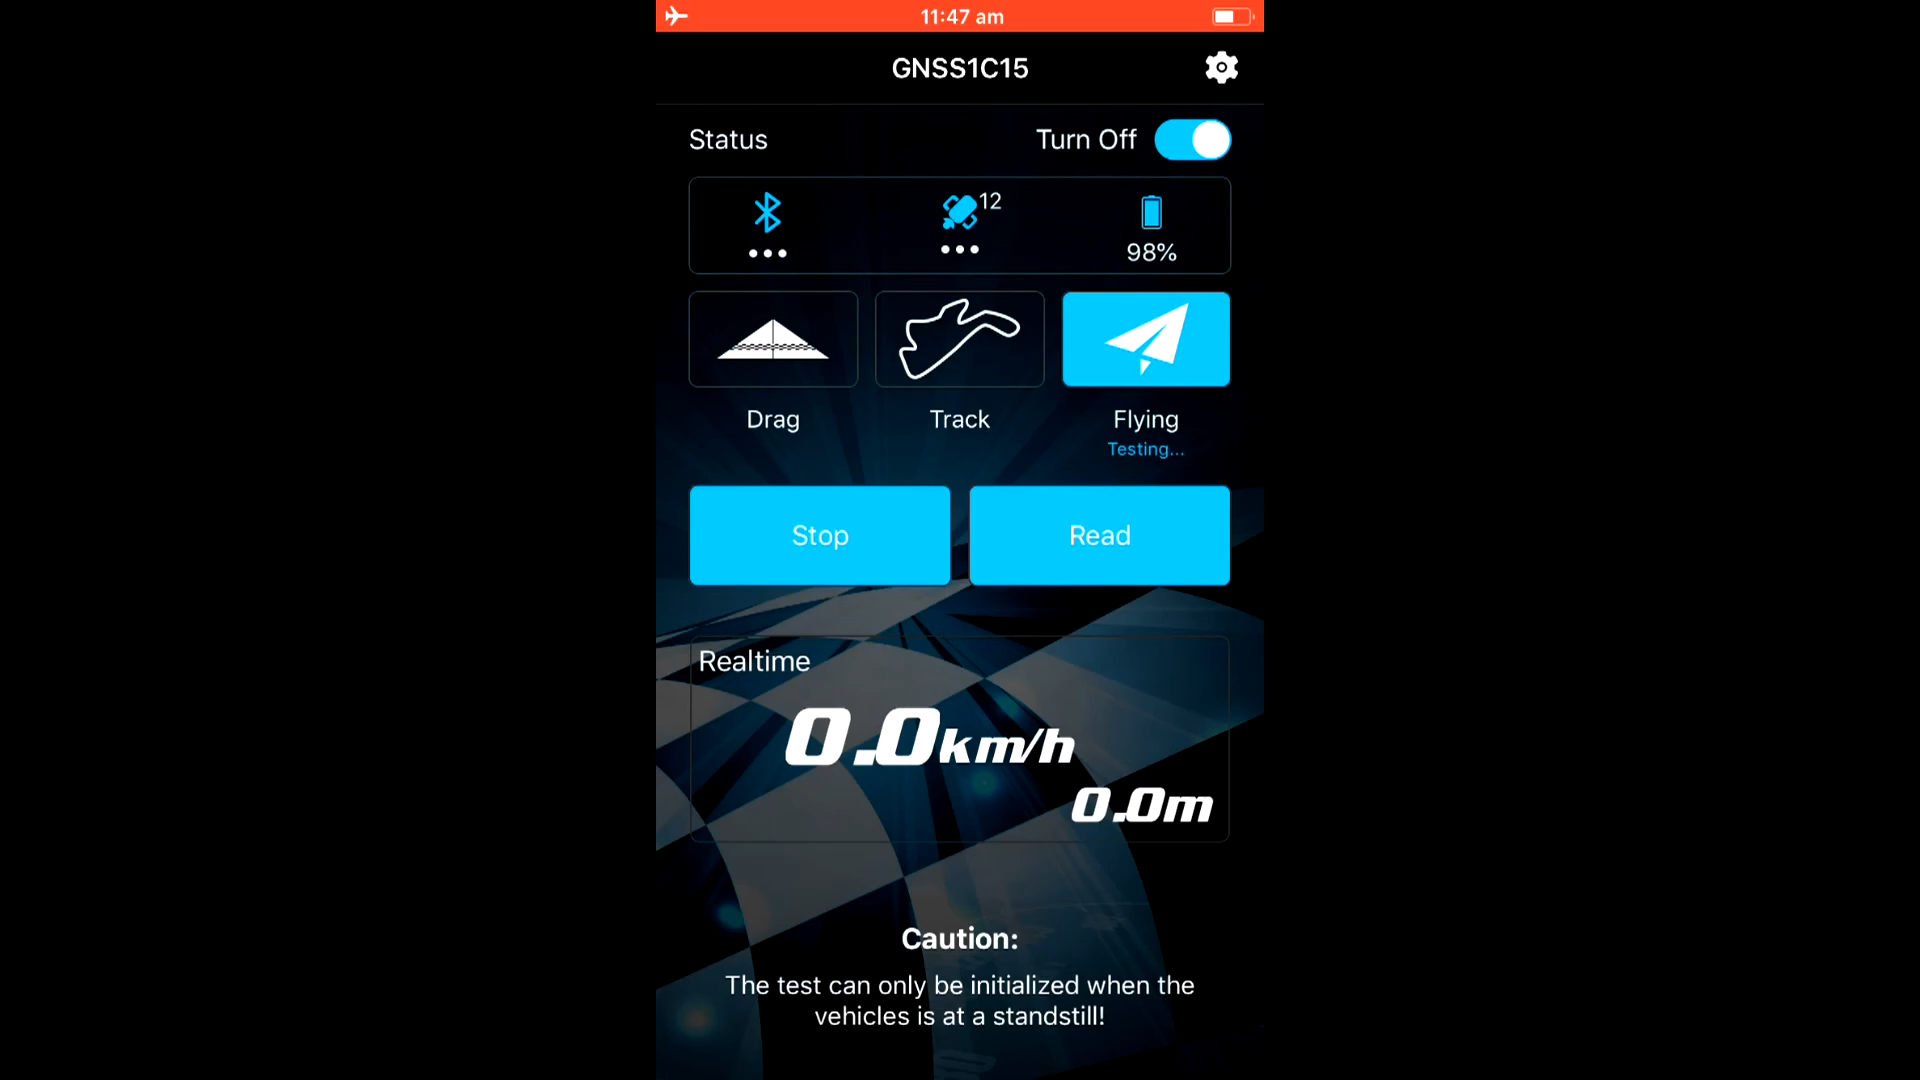 11:47 am
GNSS1C15
Status
Turn Off
12
98%
Drag
Track
Flying
Testing...
Stop
Read
Realtime
0.0km/h
0.0m
Caution:
The test can only be initialized when the
vehicles is at a standstill!